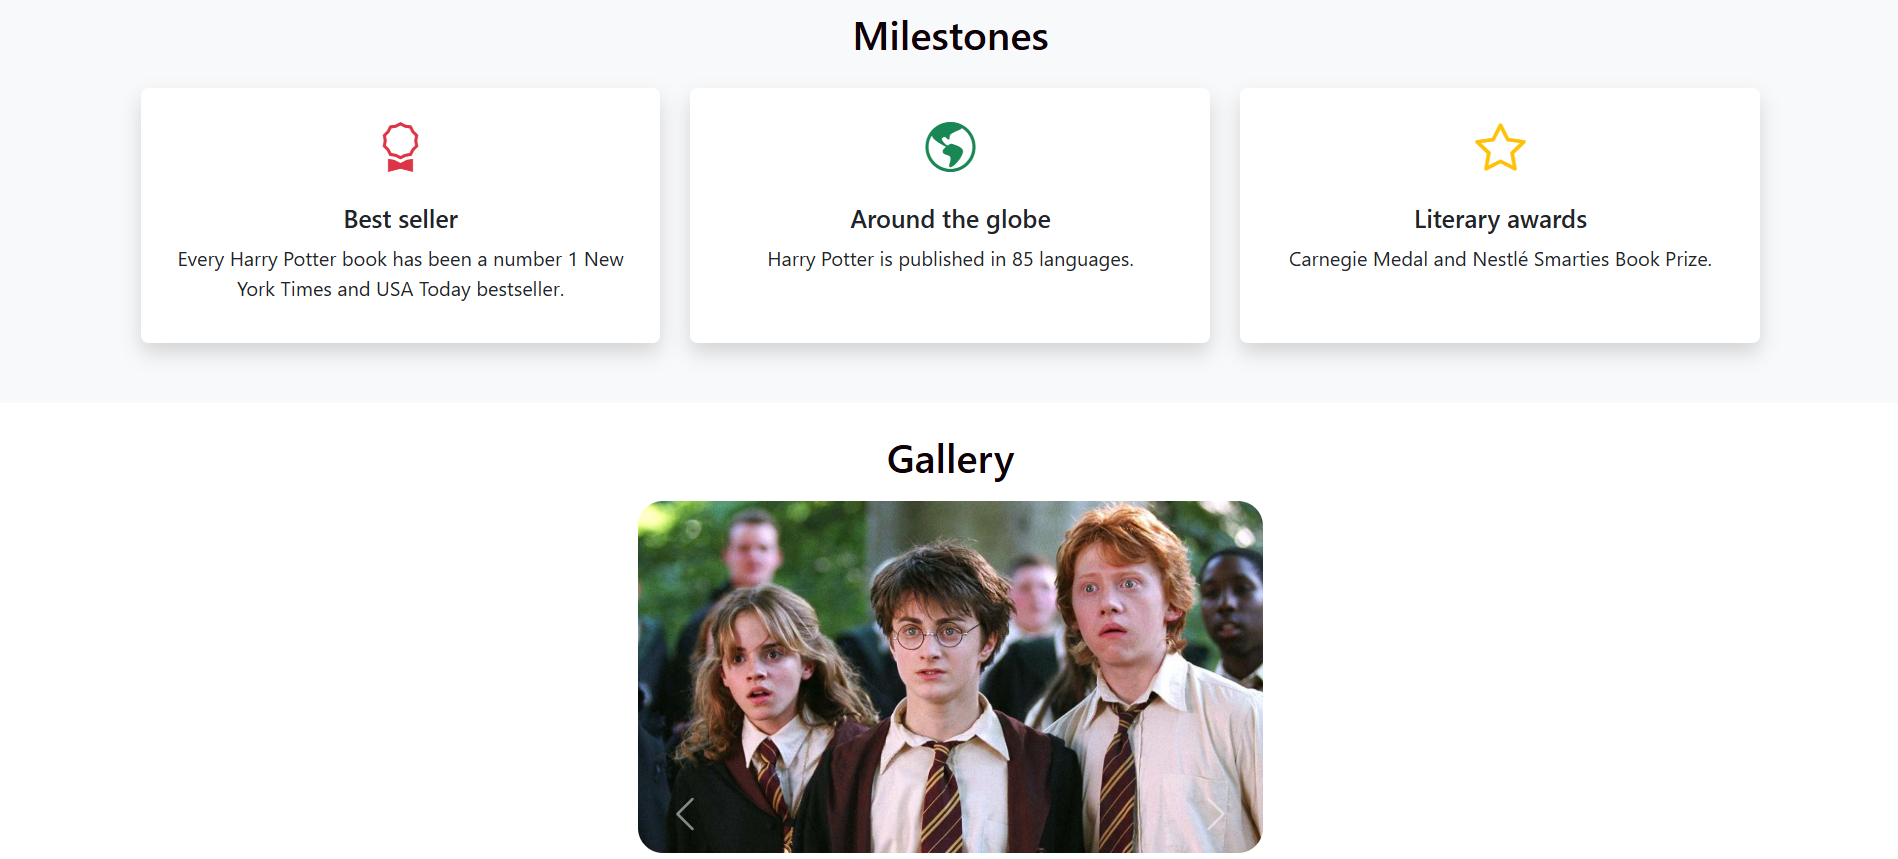 Milestones
Best seller
Every Harry Potter book has been a number 1 New
York Times and USA Today bestseller.
Around the globe
Harry Potter is published in 85 languages.
Literary awards
Carnegie Medal and Nestlé Smarties Book Prize.
Gallery